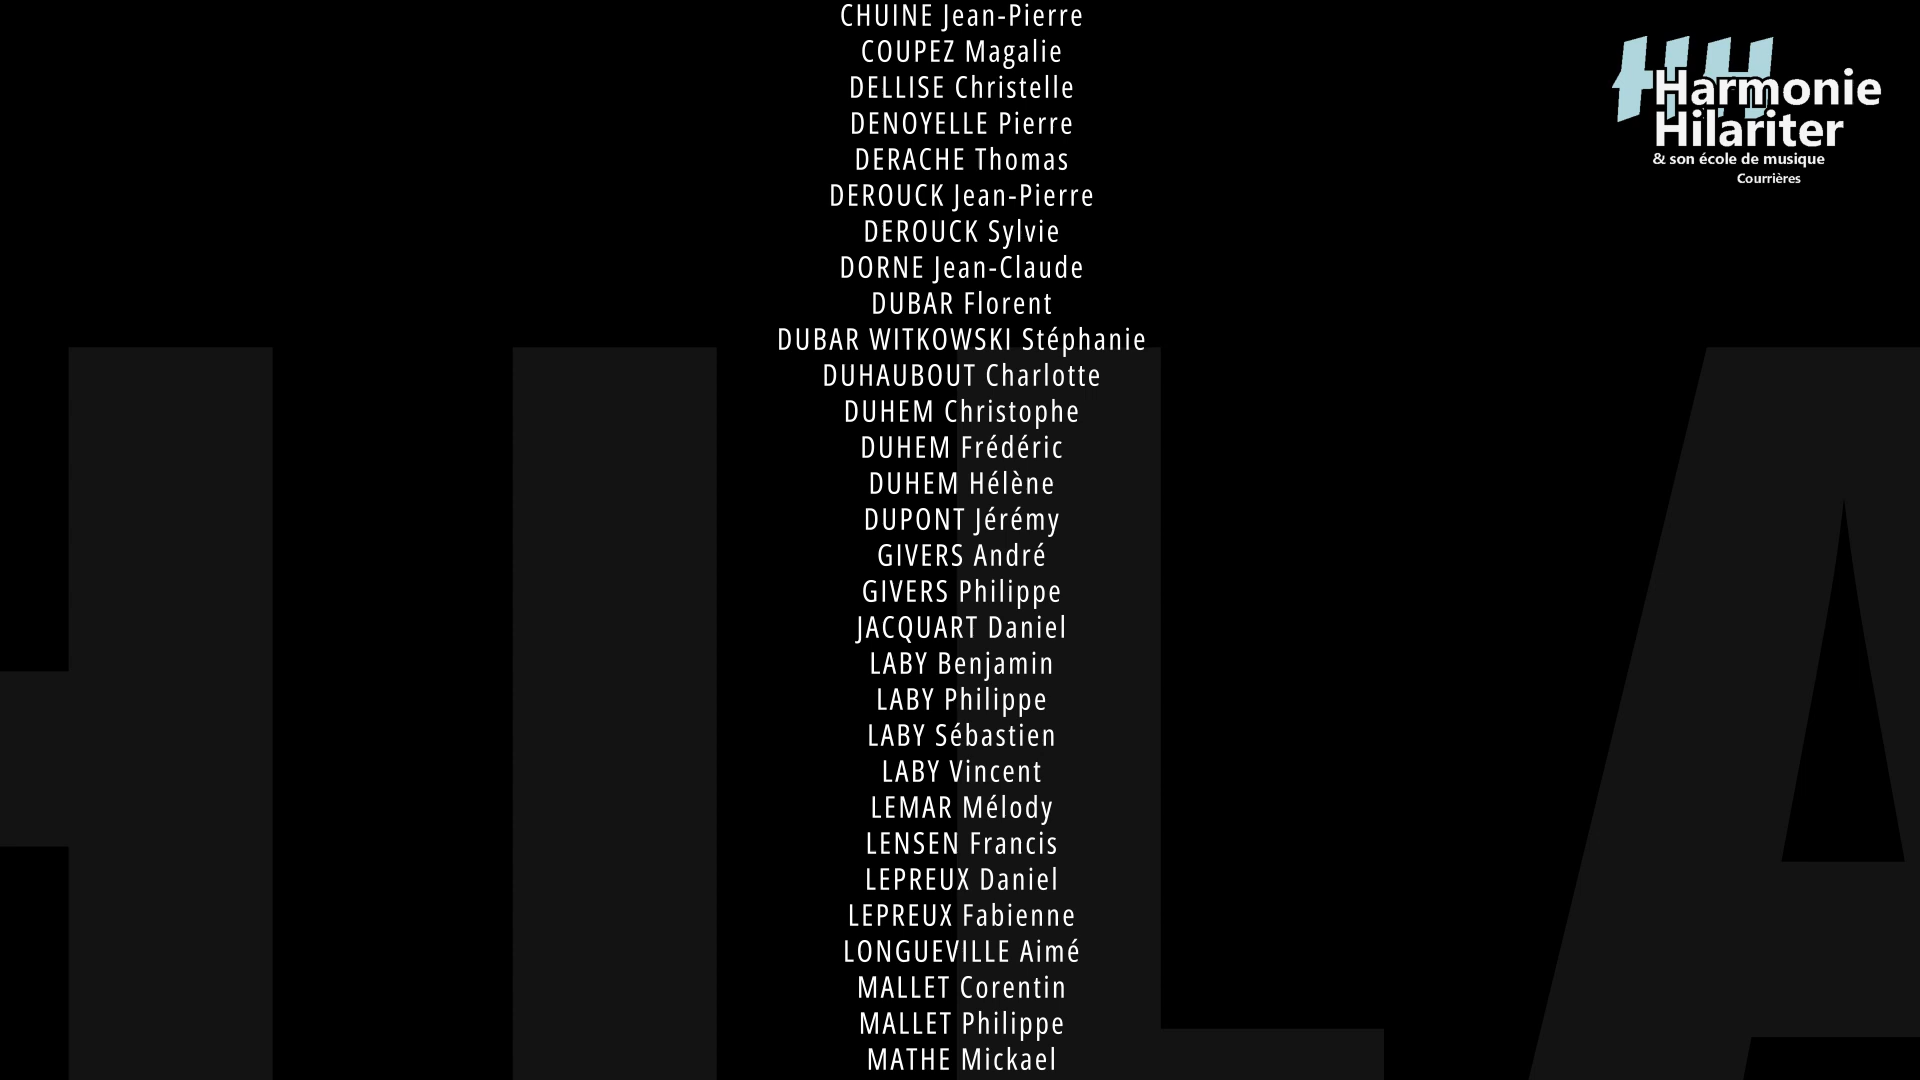 CHUINE Jean-Pierre
COUPEZ Magalie
DELLISE Christelle
DENOYELLE Pierre
DERACHE Thomas
DEROUCK Jean-Pierre
DEROUCK Sylvie
DORNE Jean-Claude
DUBAR Florent
DUBAR WITKOWSKI Stéphanie
DUHAUBOUT Charlotte
DUHEM Christophe
DUHEM Frédéric
DUHEM Hélène
DUPONT Jérémy
GIVERS André
GIVERS Philippe
JACQUART Daniel
LABY Benjamin
LABY Philippe
LABY Sébastien
LABY Vincent
LEMAR Mélody
LENSEN Francis
LEPREUX Daniel
LEPREUX Fabienne
LONGUEVILLE Aimé
MALLET Corentin
MALLET Philippe
MATHE Mickael
HH
Harmonie
Hilariter
& son école de musique
Courrières
HILA